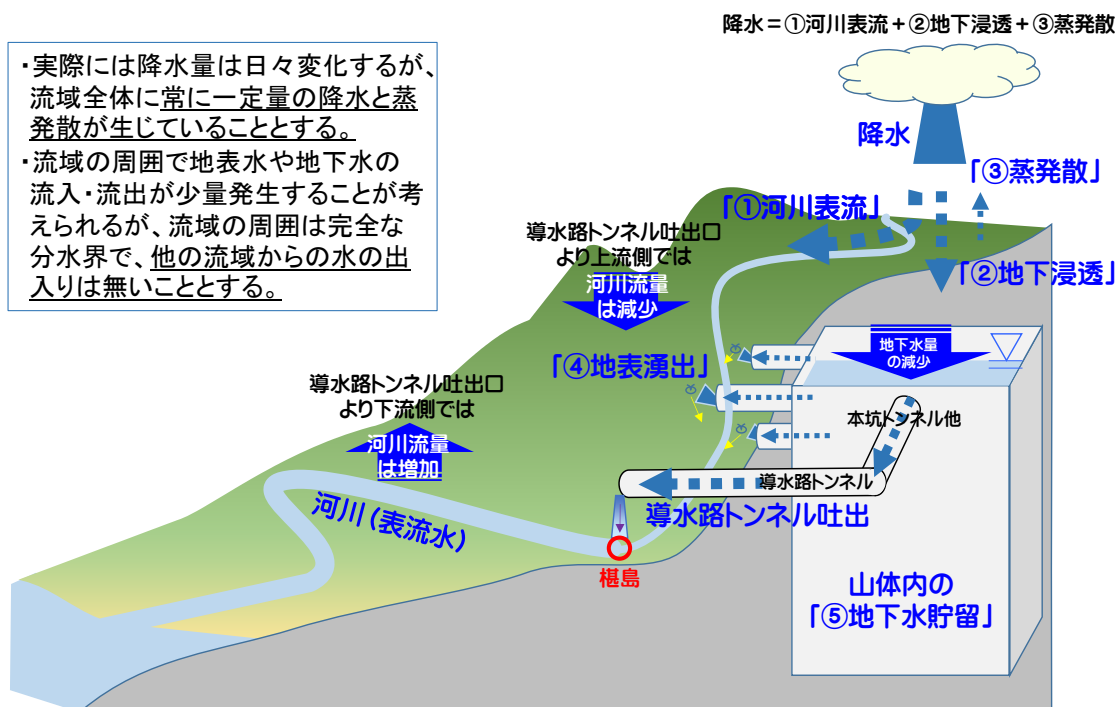 降水=①河川表流+②地下浸透+③蒸発散
・実際には降水量は日々変化するが、
流域全体に常に一定量の降水と蒸
発散が生じていることとする。
・流域の周囲で地表水や地下水の
流入・流出が少量発生することが考
えられるが、流域の周囲は完全な
分水界で、他の流域からの水の出
入りは無いこととする。
降水
「③蒸発散」
「①河川表流」
「②地下浸透」
導水路トンネル吐出口
より上流側では
河川流量
は減少
「④地表湧出」
地下水量
の減少
導水路トンネル吐出口
より下流側では
河川流量
は増加
本坑トンネル他
導水路トンネル
導水路トンネル吐出
河川(表流水)
椹島
山体内の
「⑤地下水貯留」